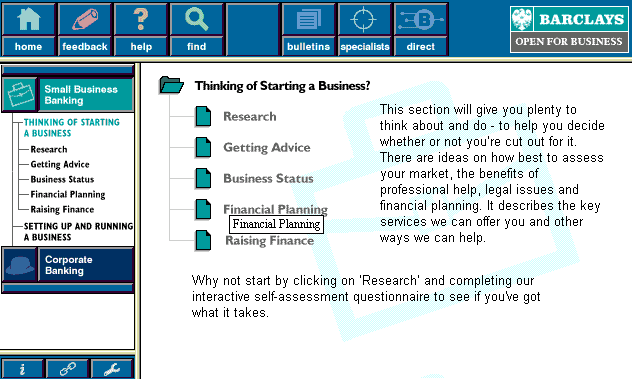 home feedback help find bulletins specialists direct
BARCLAYS
OPEN FOR BUSINESS
Small Business
Banking
THINKING OF STARTING
A BUSINESS
Research
Getting Advice
Business Status
Financial Planning
Raising Finance
SETTING UP AND RUNNING
A BUSINESS
Corporate
Banking
Thinking of Starting a Business?
Research
Getting Advice
Business Status
Financial Planning
Financial Planning
Raising Finance
This section will give you plenty to
think about and do - to help you decide
whether or not you're cut out for it.
There are ideas on how best to assess
your market, the benefits of
professional help, legal issues and
financial planning. It describes the key
services we can offer you and other
ways we can help.
Why not start by clicking on 'Research' and completing our
interactive self-assessment questionnaire to see if you've got
what it takes.